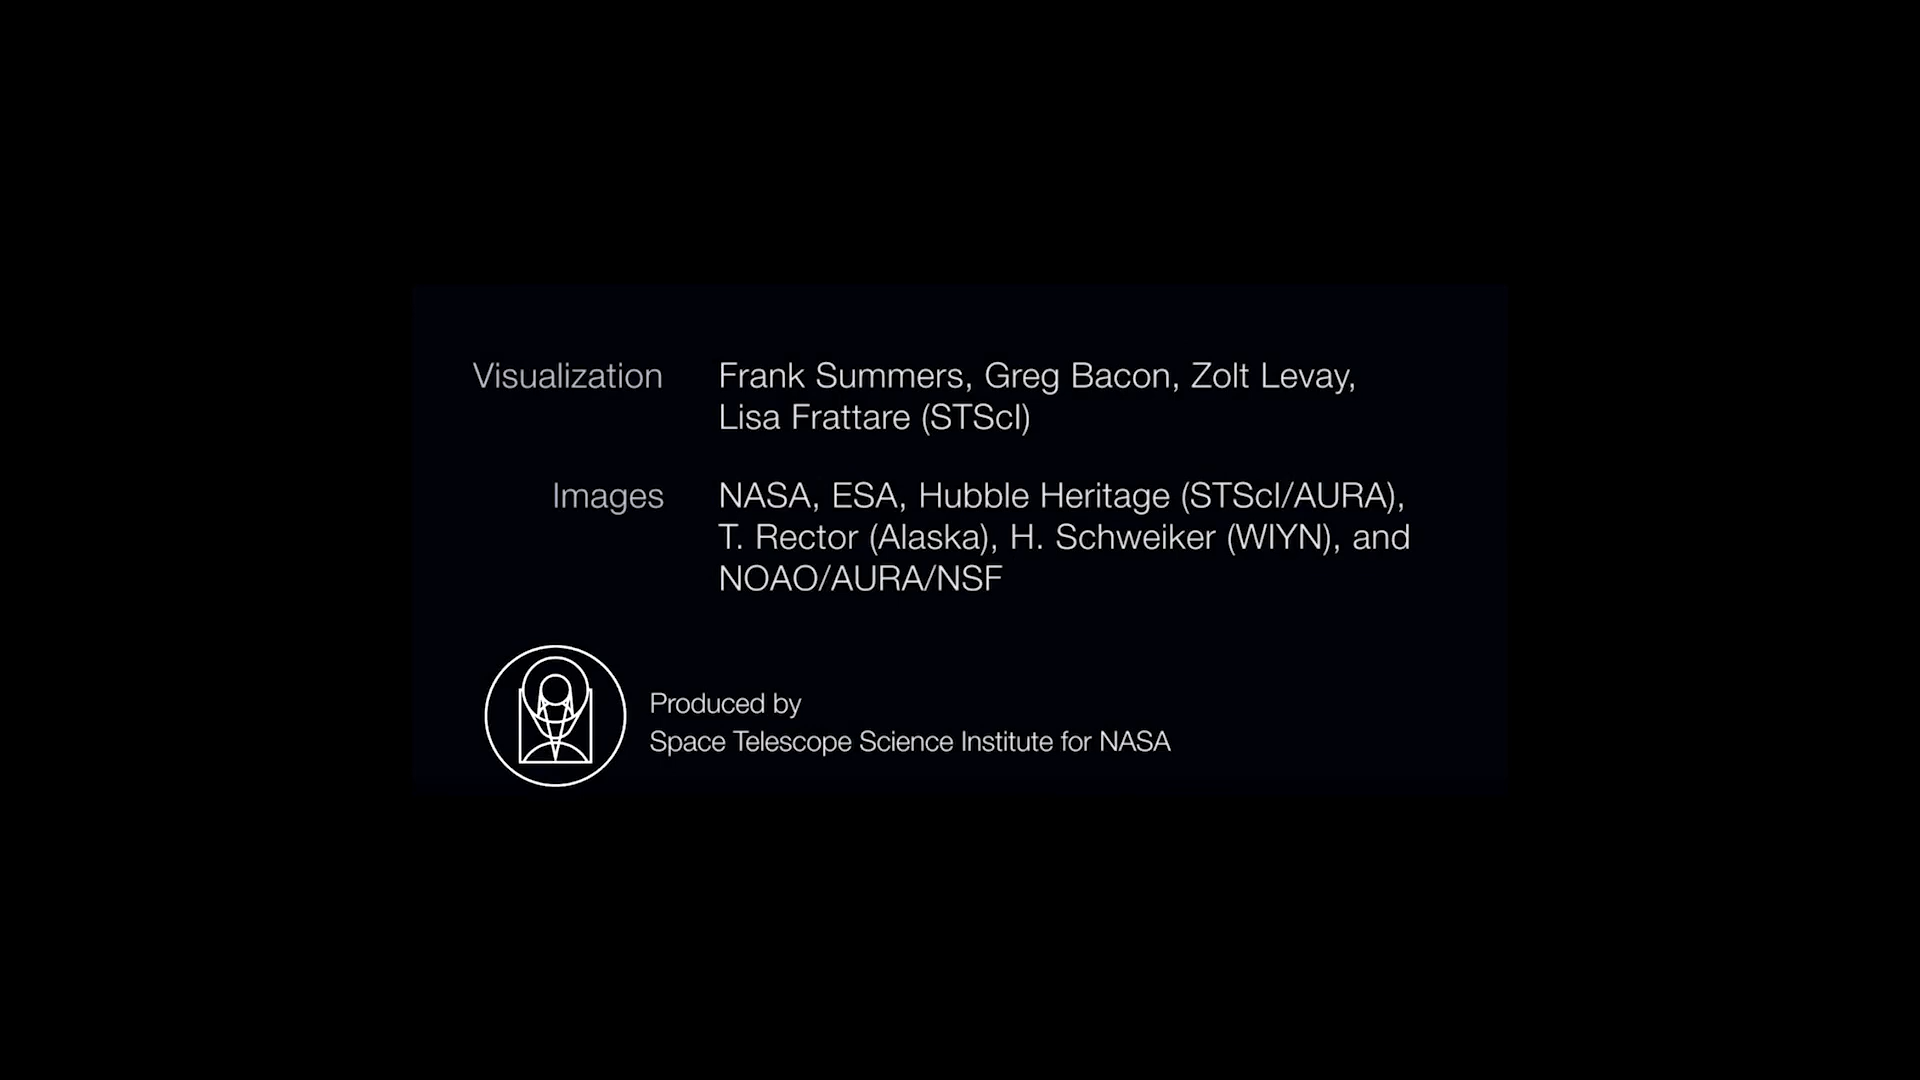 Visualization Frank Summers, Greg Bacon, Zolt Levay,
Lisa Frattare (STScI)
Images NASA, ESA, Hubble Heritage (STScI/AURA),
T. Rector (Alaska), H. Schweiker (WIYN), and
NOAO/AURA/NSF
Produced by
Space Telescope Science Institute for NASA